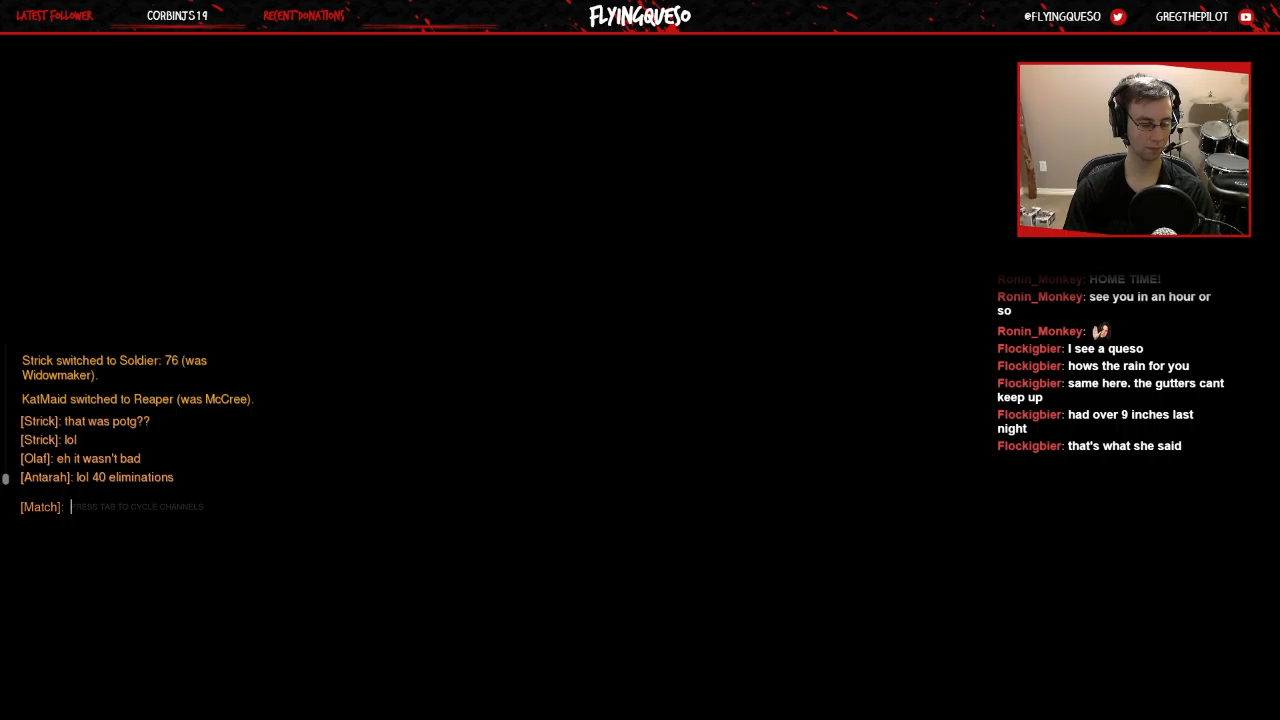 LATEST FOLLOWER CORBINJS19 RECENT DONATIONS FLYINGQUESO @FLYINGQUESO GREGTHEPILOT
Ronin_Monkey: HOME TIME!
Ronin_Monkey: see you in an hour or
so
Ronin_Monkey:
Flockigbier: I see a queso
Flockigbier: hows the rain for you
Flockigbier: same here. the gutters cant
keep up
Flockigbier: had over 9 inches last
night
Flockigbier: that's what she said
Strick switched to Soldier: 76 (was
Widowmaker).
KatMaid switched to Reaper (was McCree).
[Strick]: that was potg??
[Strick]: lol
[Olaf]: eh it wasn't bad
[Antarah]: lol 40 eliminations
[Match]: PRESS TAB TO CYCLE CHANNELS